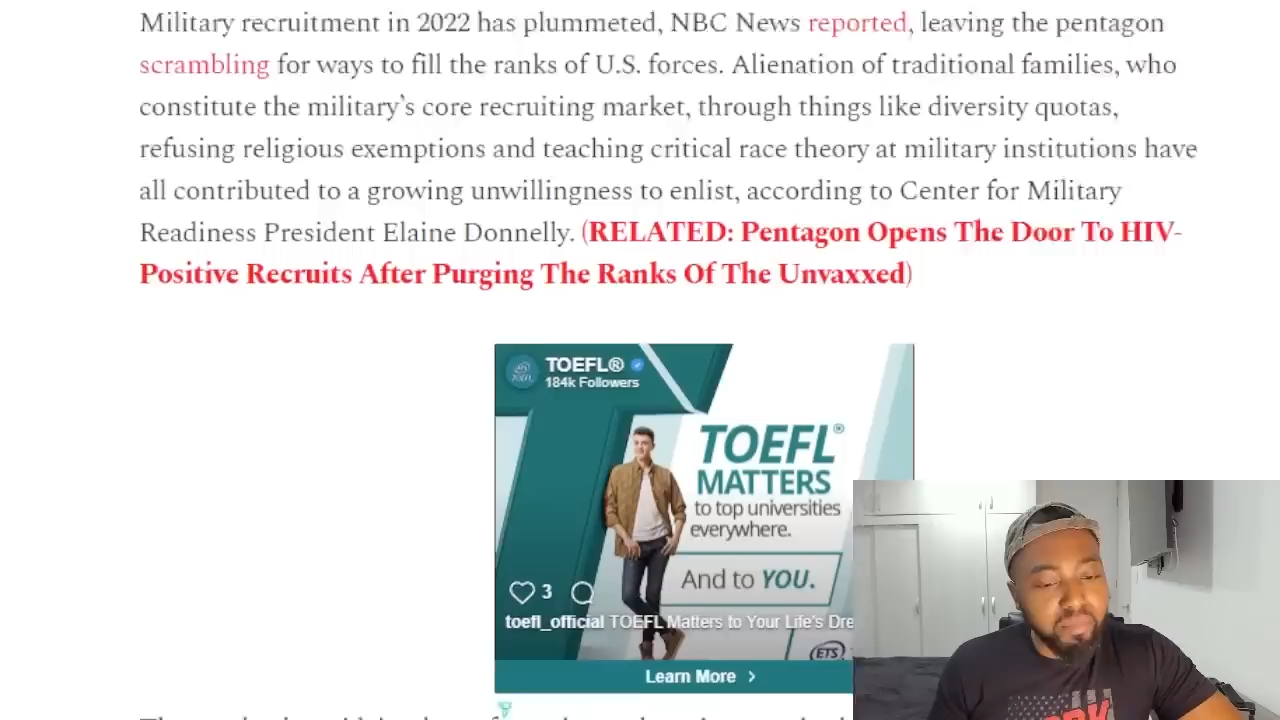 Military recruitment in 2022 has plummeted, NBC News reported, leaving the pentagon
scrambling for ways to fill the ranks of U.S. forces. Alienation of traditional families, who
constitute the military’s core recruiting market, through things like diversity quotas,
refusing religious exemptions and teaching critical race theory at military institutions have
all contributed to a growing unwillingness to enlist, according to Center for Military
Readiness President Elaine Donnelly. (RELATED: Pentagon Opens The Door To HIV-
Positive Recruits After Purging The Ranks Of The Unvaxxed)
TOEFL®
184k Followers
TOEFL®
MATTERS
to top universities
everywhere.
And to YOU.
3
toefl_official TOEFL Matters to Your Life's Dre
ETS
Learn More >